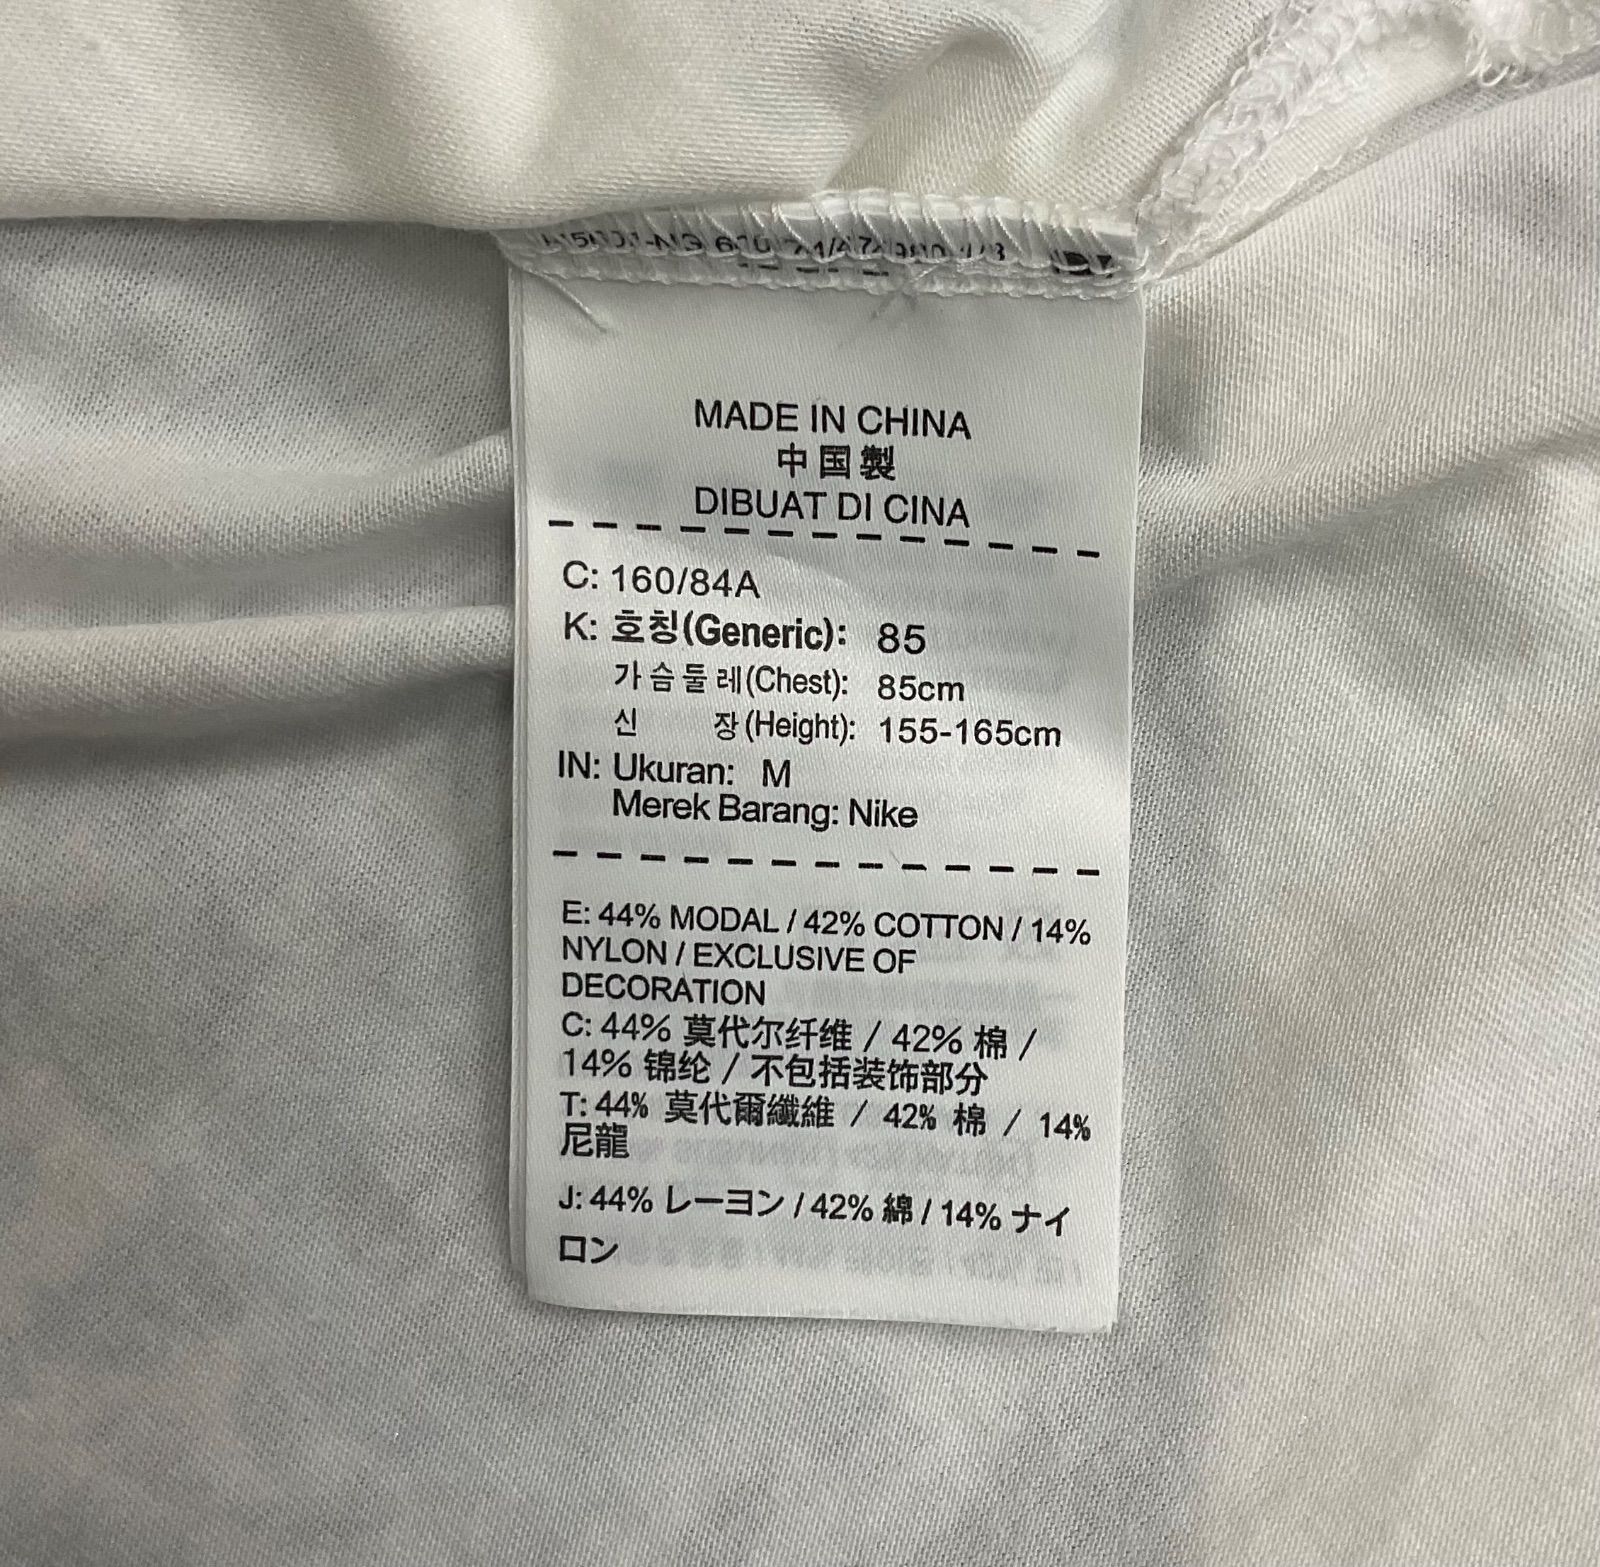 MADE IN CHINA
中国製
DIBUAT DI CINA
C: 160/84A
K: 호칭(Generic): 85
가슴둘레(Chest): 85cm
신 장(Height): 155-165cm
IN: Ukuran: M
Merek Barang: Nike
E: 44% MODAL / 42% COTTON / 14%
NYLON / EXCLUSIVE OF
DECORATION
C: 44% 莫代尔纤维 / 42% 棉 /
14% 锦纶 / 不包括装饰部分
T: 44% 莫代爾纖維 / 42% 棉 / 14%
尼龍
J: 44% レーヨン / 42% 綿 / 14% ナイ
ロン